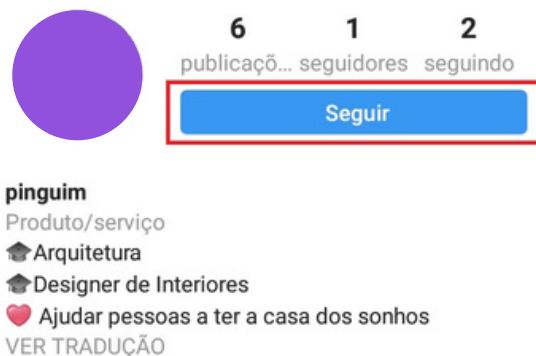 6 1 2
publicaçõ... seguidores seguindo
Seguir
pinguim
Produto/serviço
🎓Arquitetura
🎓Designer de Interiores
❤️ Ajudar pessoas a ter a casa dos sonhos
VER TRADUÇÃO